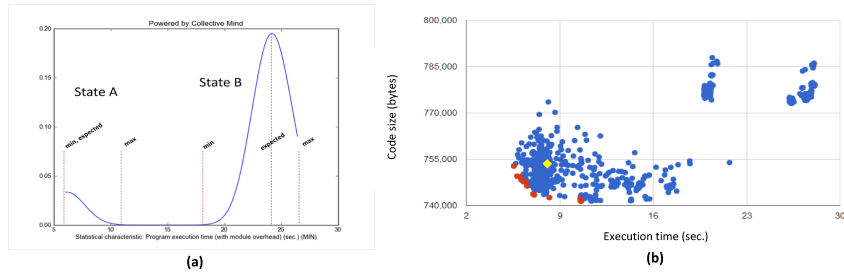 Powered by Collective Mind
0.20
0.15
0.10
0.05
0.00
State A
State B
min, expected
max
min
expected
max
5
10
15
20
25
30
Statistical characteristic: Program execution time (with module overhead) (sec.) (MIN)
(a)
Code size (bytes)
800,000
785,000
770,000
755,000
740,000
2
9
16
23
30
Execution time (sec.)
(b)